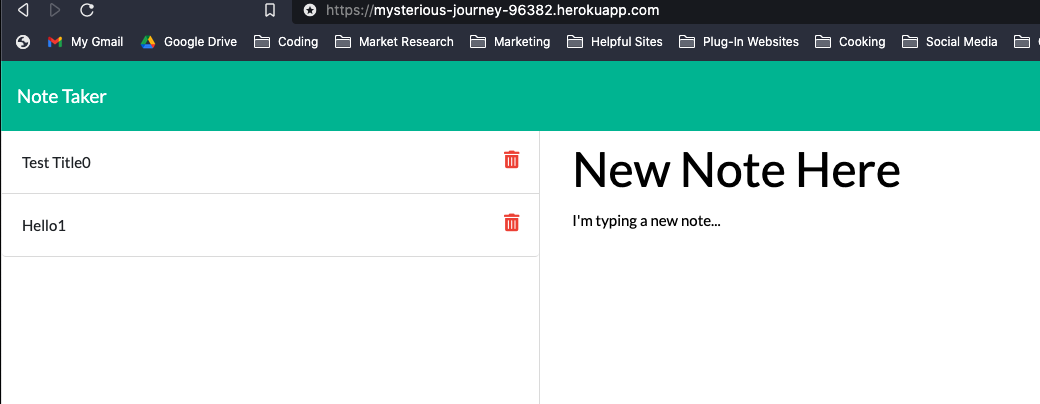 https://mysterious-journey-96382.herokuapp.com
My Gmail Google Drive Coding Market Research Marketing Helpful Sites Plug-In Websites Cooking Social Media
Note Taker
Test Title0
Hello1
New Note Here
I'm typing a new note...